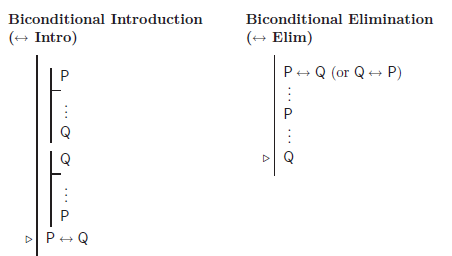 Biconditional Introduction
(↔ Intro)
P
⋮
Q
Q
⋮
P
▷ P ↔ Q
Biconditional Elimination
(↔ Elim)
P ↔ Q (or Q ↔ P)
⋮
P
⋮
▷ Q